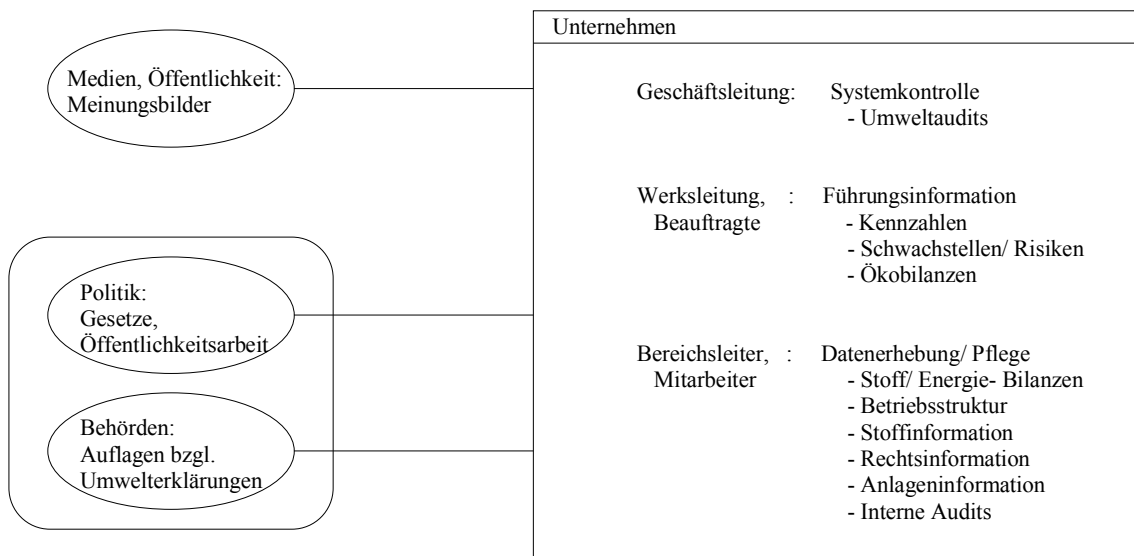 Unternehmen
Medien, Öffentlichkeit:
Meinungsbilder
Politik:
Gesetze,
Öffentlichkeitsarbeit
Behörden:
Auflagen bzgl.
Umwelterklärungen
Geschäftsleitung: Systemkontrolle
- Umweltaudits
Werksleitung, : Führungsinformation
Beauftragte - Kennzahlen
- Schwachstellen/ Risiken
- Ökobilanzen
Bereichsleiter, : Datenerhebung/ Pflege
Mitarbeiter - Stoff/ Energie- Bilanzen
- Betriebsstruktur
- Stoffinformation
- Rechtsinformation
- Anlageninformation
- Interne Audits